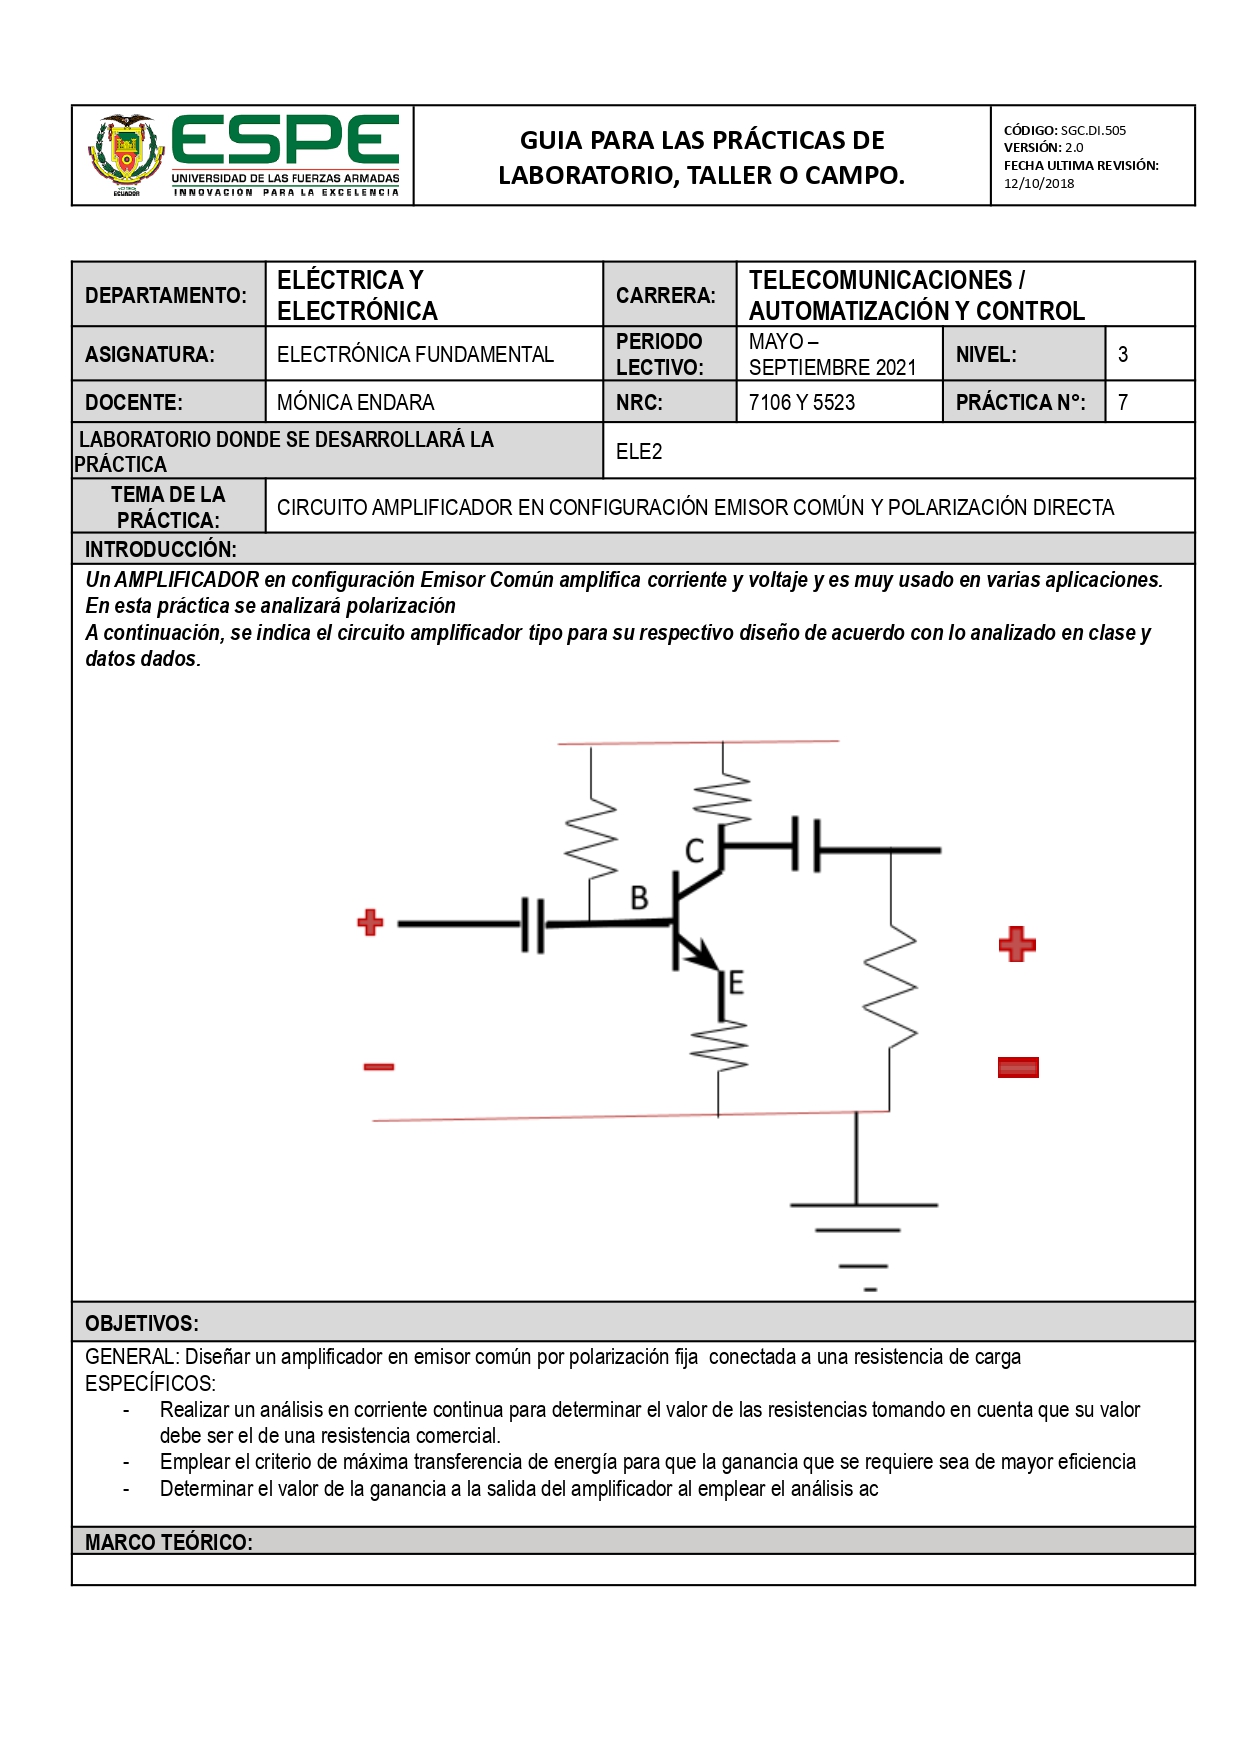 ESPE
UNIVERSIDAD DE LAS FUERZAS ARMADAS
INNOVACIÓN PARA LA EXCELENCIA
ECUADOR
GUIA PARA LAS PRÁCTICAS DE
LABORATORIO, TALLER O CAMPO.
CÓDIGO: SGC.DI.505
VERSIÓN: 2.0
FECHA ULTIMA REVISIÓN:
12/10/2018
DEPARTAMENTO:
ELÉCTRICA Y
ELECTRÓNICA
CARRERA:
TELECOMUNICACIONES /
AUTOMATIZACIÓN Y CONTROL
ASIGNATURA:
ELECTRÓNICA FUNDAMENTAL
PERIODO
LECTIVO:
MAYO –
SEPTIEMBRE 2021
NIVEL:
3
DOCENTE:
MÓNICA ENDARA
NRC:
7106 Y 5523
PRÁCTICA N°:
7
LABORATORIO DONDE SE DESARROLLARÁ LA
PRÁCTICA
ELE2
TEMA DE LA
PRÁCTICA:
CIRCUITO AMPLIFICADOR EN CONFIGURACIÓN EMISOR COMÚN Y POLARIZACIÓN DIRECTA
INTRODUCCIÓN:
Un AMPLIFICADOR en configuración Emisor Común amplifica corriente y voltaje y es muy usado en varias aplicaciones.
En esta práctica se analizará polarización
A continuación, se indica el circuito amplificador tipo para su respectivo diseño de acuerdo con lo analizado en clase y
datos dados.
C
B
E
OBJETIVOS:
GENERAL: Diseñar un amplificador en emisor común por polarización fija  conectada a una resistencia de carga
ESPECÍFICOS:
- Realizar un análisis en corriente continua para determinar el valor de las resistencias tomando en cuenta que su valor
debe ser el de una resistencia comercial.
- Emplear el criterio de máxima transferencia de energía para que la ganancia que se requiere sea de mayor eficiencia
- Determinar el valor de la ganancia a la salida del amplificador al emplear el análisis ac
MARCO TEÓRICO: